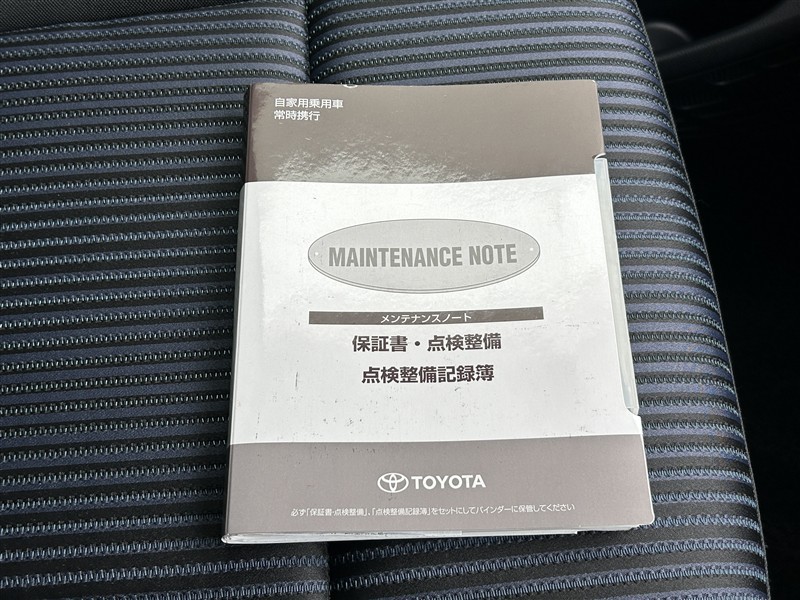 自家用乗用車
常時携行
MAINTENANCE NOTE
メンテナンスノート
保証書・点検整備
点検整備記録簿
TOYOTA
必ず「保証書・点検整備」、「点検整備記録簿」をセットにしてバインダーに保管してください